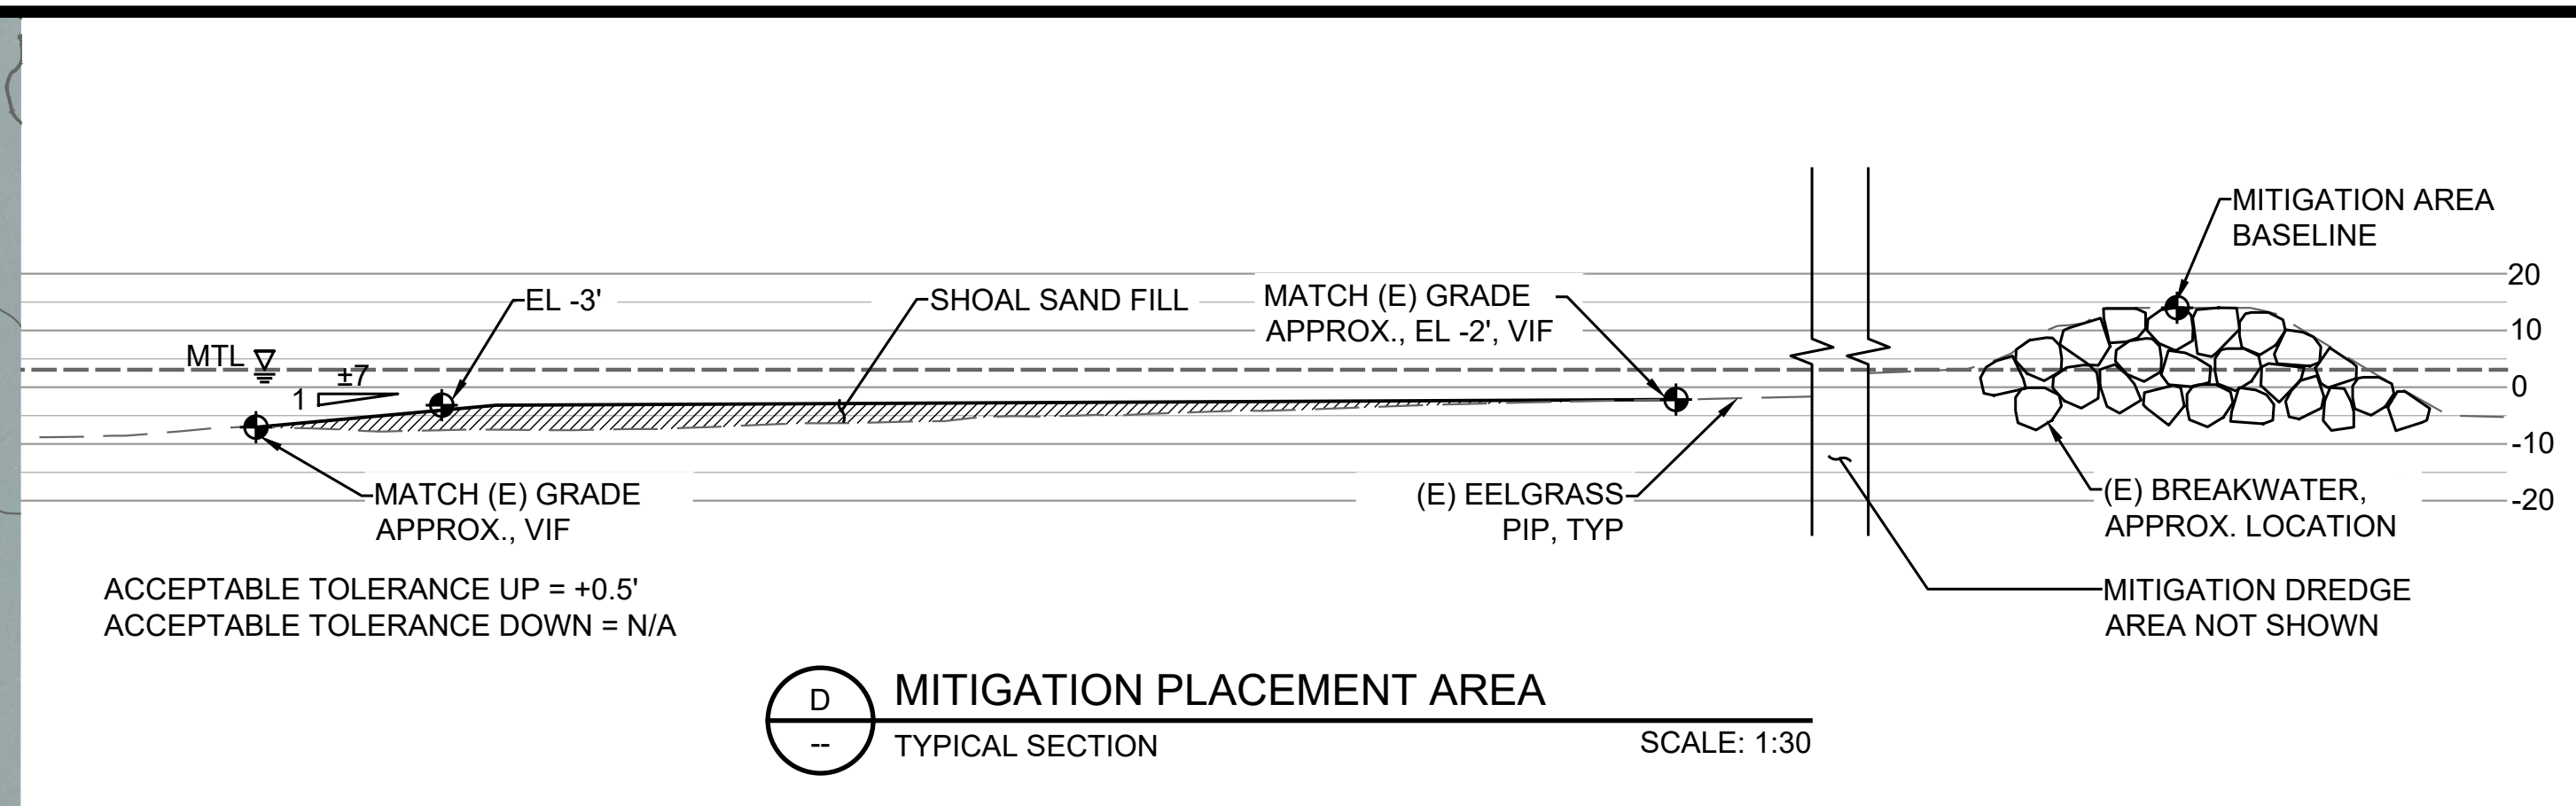 MITIGATION AREA
BASELINE
20
EL -3'
SHOAL SAND FILL
MATCH (E) GRADE
APPROX., EL -2', VIF
10
MTL
±7
1
0
-10
MATCH (E) GRADE
APPROX., VIF
(E) EELGRASS
PIP, TYP
(E) BREAKWATER,
APPROX. LOCATION
-20
ACCEPTABLE TOLERANCE UP = +0.5'
ACCEPTABLE TOLERANCE DOWN = N/A
MITIGATION DREDGE
AREA NOT SHOWN
D
--
MITIGATION PLACEMENT AREA
TYPICAL SECTION
SCALE: 1:30